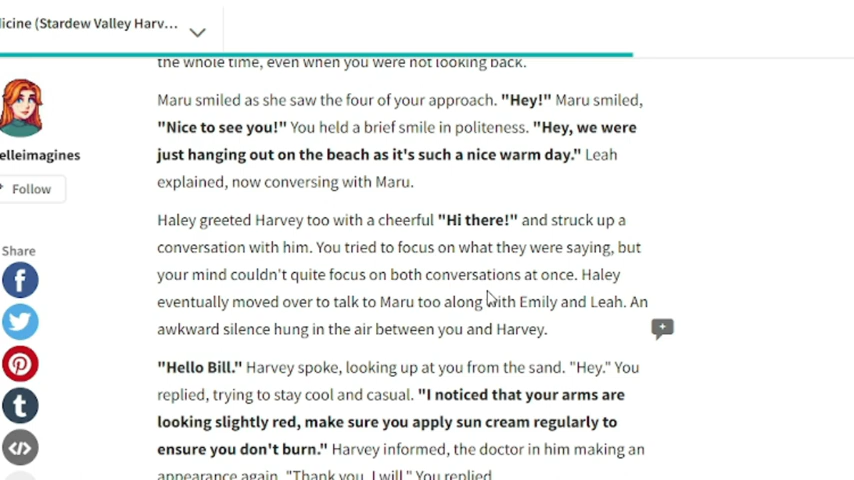 dicine (Stardew Valley Harv...
the whole time, even when you were not looking back.
Maru smiled as she saw the four of your approach. "Hey!" Maru smiled,
"Nice to see you!" You held a brief smile in politeness. "Hey, we were
just hanging out on the beach as it's such a nice warm day." Leah
explained, now conversing with Maru.
elleimagines
Follow
Haley greeted Harvey too with a cheerful "Hi there!" and struck up a
conversation with him. You tried to focus on what they were saying, but
your mind couldn't quite focus on both conversations at once. Haley
eventually moved over to talk to Maru too along with Emily and Leah. An
awkward silence hung in the air between you and Harvey.
Share
"Hello Bill." Harvey spoke, looking up at you from the sand. "Hey." You
replied, trying to stay cool and casual. "I noticed that your arms are
looking slightly red, make sure you apply sun cream regularly to
ensure you don't burn." Harvey informed, the doctor in him making an
appearance again. "Thank you, I will." You replied